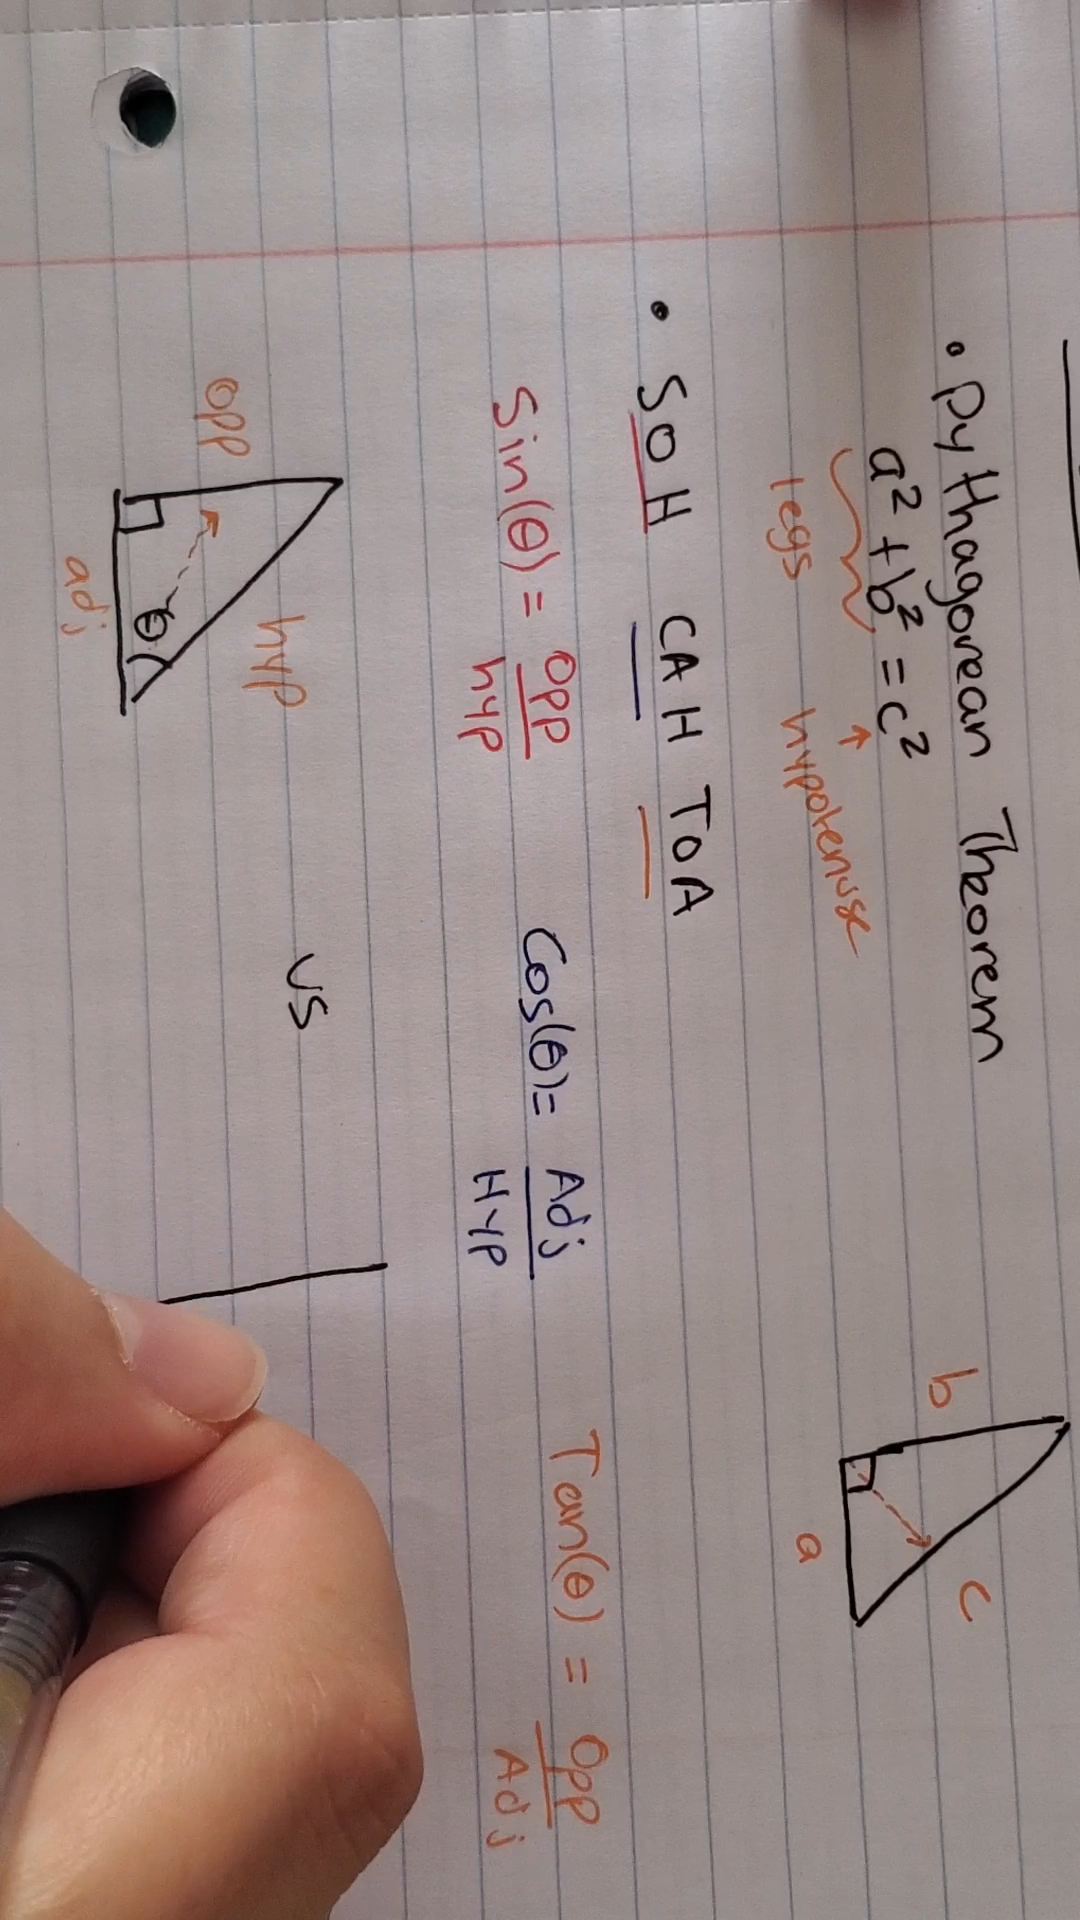 • Pythagorean Theorem
a² + b² = c²
legs hypotenuse
b
c
a
• SOH CAH TOA
Sin(θ) = opp/hyp Cos(θ) = Adj/Hyp Tan(θ) = Opp/Adj
opp hyp
θ
adj
vs